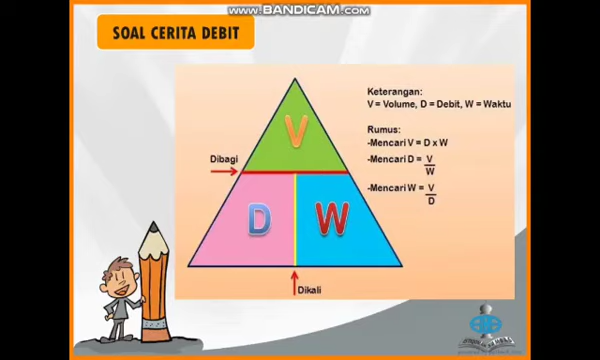 www.BANDICAM.com
SOAL CERITA DEBIT
Keterangan:
V = Volume, D = Debit, W = Waktu
Rumus:
-Mencari V = D x W
-Mencari D = V
W
-Mencari W = V
D
V
Dibagi
D W
Dikali